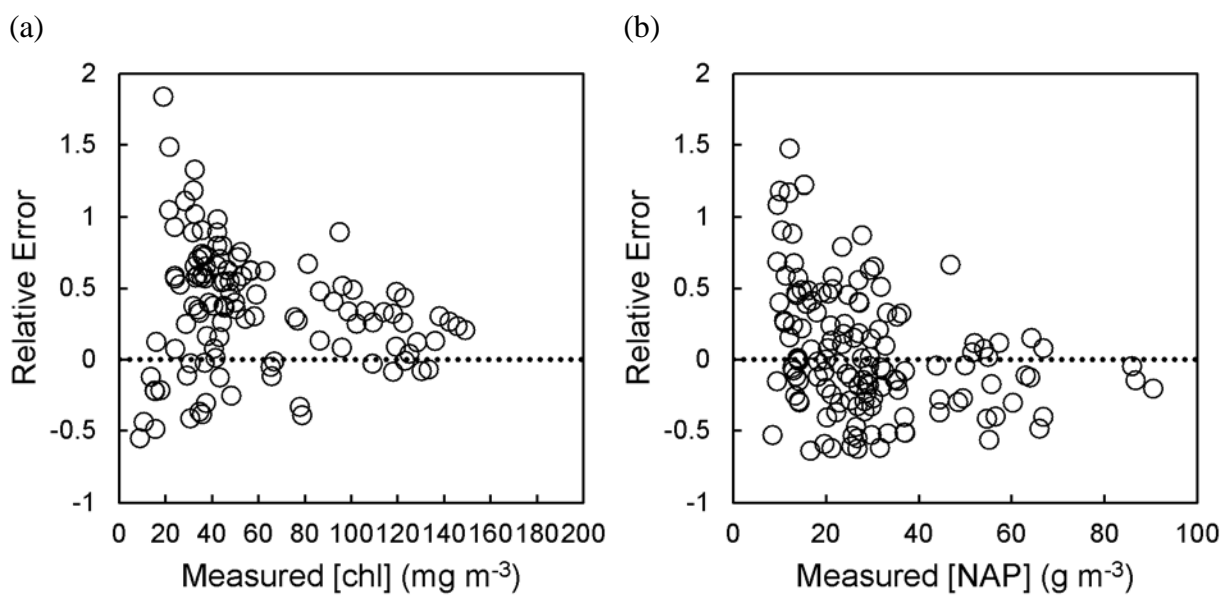 (a)
2
1.5
1
0.5
0
-0.5
-1
Relative Error
0 20 40 60 80 100 120 140 160 180 200
Measured [chl] (mg m-3)
(b)
2
1.5
1
0.5
0
-0.5
-1
Relative Error
0 20 40 60 80 100
Measured [NAP] (g m-3)